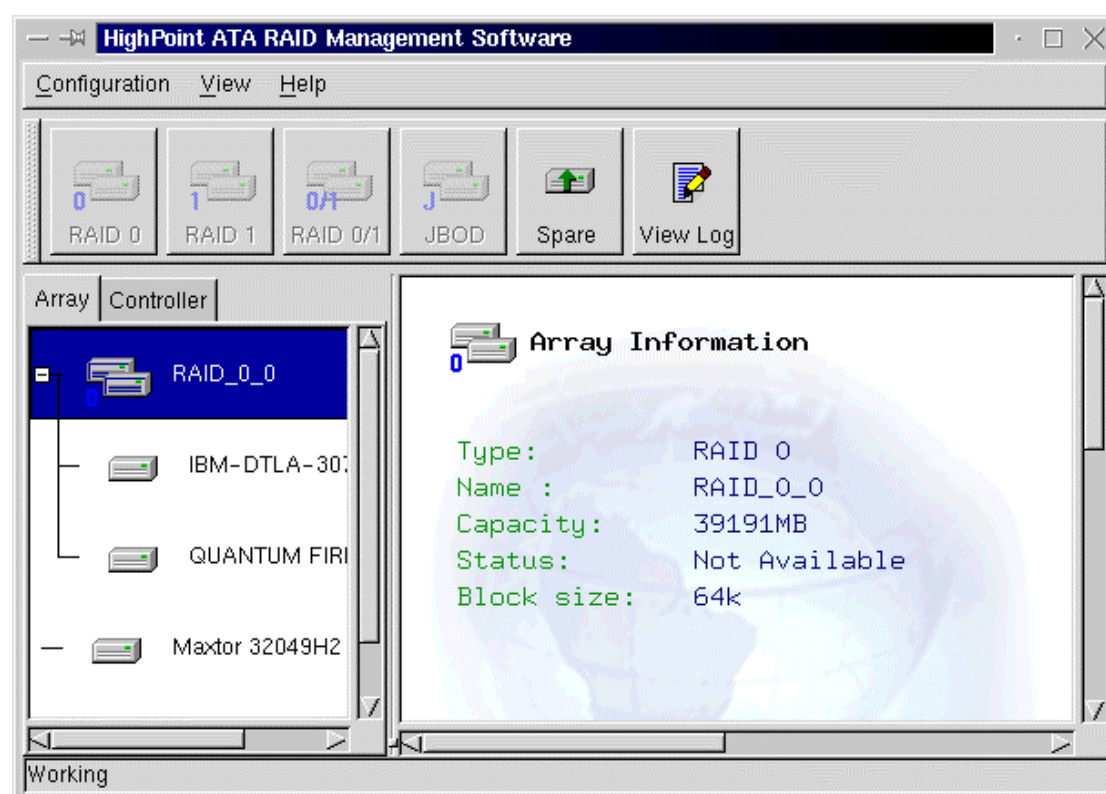 HighPoint ATA RAID Management Software
Configuration View Help
0 1 0/1 J
RAID 0 RAID 1 RAID 0/1 JBOD Spare View Log
Array Controller
0 RAID_0_0
IBM-DTLA-307
QUANTUM FIRE
Maxtor 32049H2
0 Array Information
Type: RAID 0
Name : RAID_0_0
Capacity: 39191MB
Status: Not Available
Block size: 64k
Working